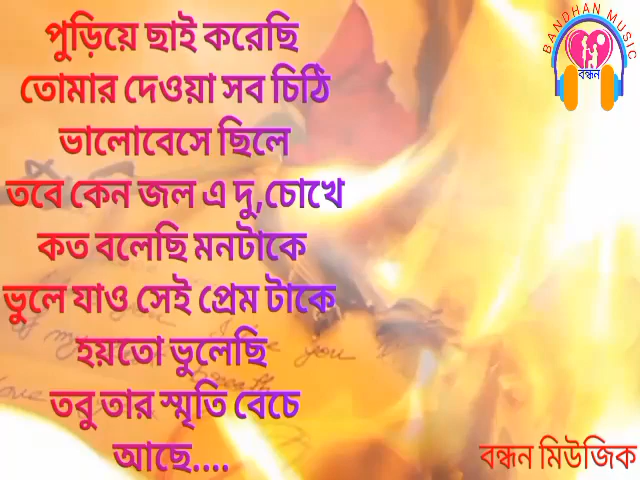 পুড়িয়ে ছাই করেছি
তোমার দেওয়া সব চিঠি
ভালোবেসে ছিলে
তবে কেন জল এ দু,চোখে
কত বলেছি মনটাকে
ভুলে যাও সেই প্রেম টাকে
হয়তো ভুলেছি
তবু তার স্মৃতি বেচে
আছে....
BANDHAN MUSIC
বন্ধন
বন্ধন মিউজিক